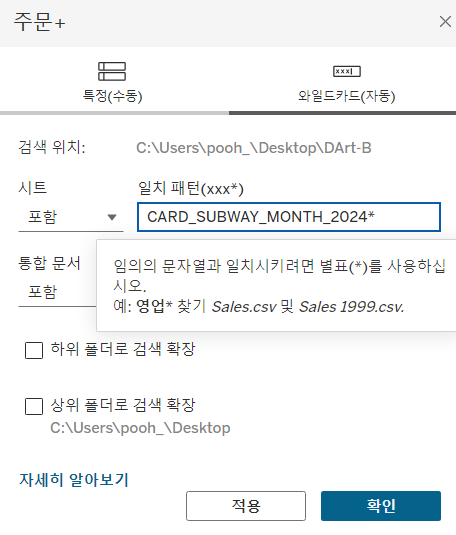 주문+
특정(수동)
xxx
와일드카드(자동)
검색 위치: C:\Users\pooh_\Desktop\DArt-B
시트 일치 패턴(xxx*)
포함 CARD_SUBWAY_MONTH_2024*
통합 문서
포함
임의의 문자열과 일치시키려면 별표(*)를 사용하십
시오.
예: 영업* 찾기 Sales.csv 및 Sales 1999.csv.
하위 폴더로 검색 확장
상위 폴더로 검색 확장
C:\Users\pooh_\Desktop
자세히 알아보기
적용 확인